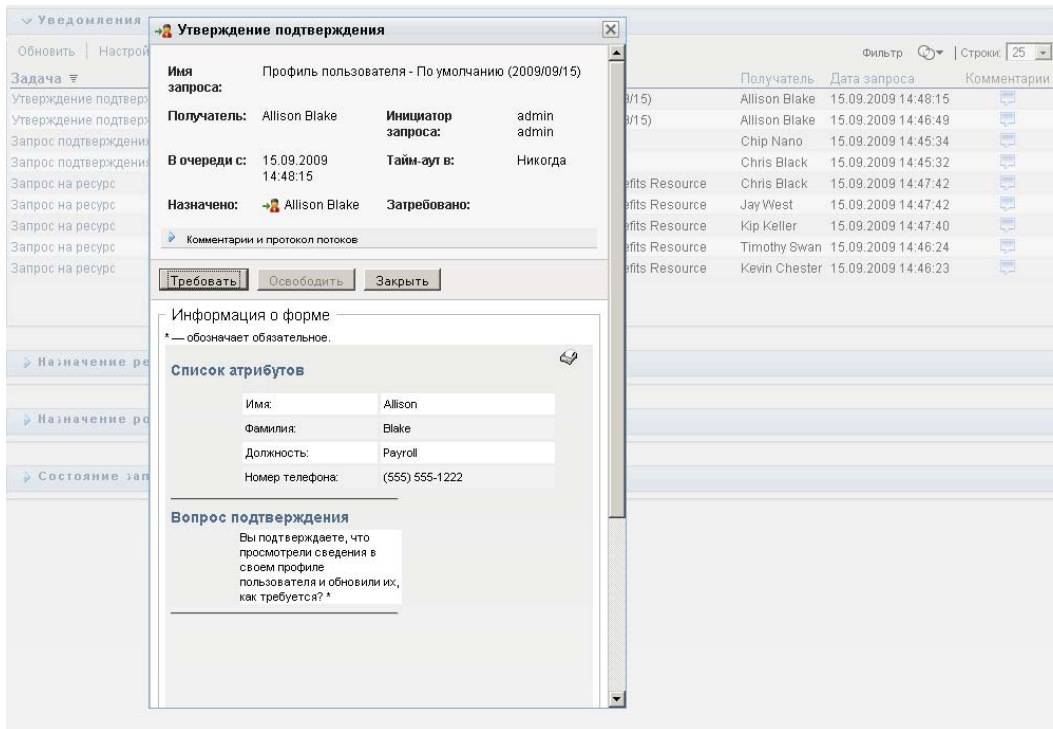 Уведомления
Утверждение подтверждения
Обновить | Настрой
Фильтр | Строки: 25
Задача
Получатель Дата запроса Комментарии
Имя запроса: Профиль пользователя - По умолчанию (2009/09/15)
Получатель: Allison Blake Инициатор запроса: admin admin
В очереди с: 15.09.2009 14:48:15 Тайм-аут в: Никогда
Назначено: Allison Blake Затребовано:
Комментарии и протокол потоков
Утверждение подтверж 9/15) Allison Blake 15.09.2009 14:48:15
Утверждение подтверж 9/15) Allison Blake 15.09.2009 14:46:49
Запрос подтверждения Chip Nano 15.09.2009 14:45:34
Запрос подтверждения Chris Black 15.09.2009 14:45:32
Запрос на ресурс efits Resource Chris Black 15.09.2009 14:47:42
Запрос на ресурс efits Resource Jay West 15.09.2009 14:47:42
Запрос на ресурс efits Resource Kip Keller 15.09.2009 14:47:40
Запрос на ресурс efits Resource Timothy Swan 15.09.2009 14:46:24
Запрос на ресурс efits Resource Kevin Chester 15.09.2009 14:46:23
Требовать Освободить Закрыть
Информация о форме
* — обозначает обязательное.
Список атрибутов
Имя: Allison
Фамилия: Blake
Должность: Payroll
Номер телефона: (555) 555-1222
Вопрос подтверждения
Вы подтверждаете, что
просмотрели сведения в
своем профиле
пользователя и обновили их,
как требуется? *
Назначение ре
Назначение ро
Состояние зап